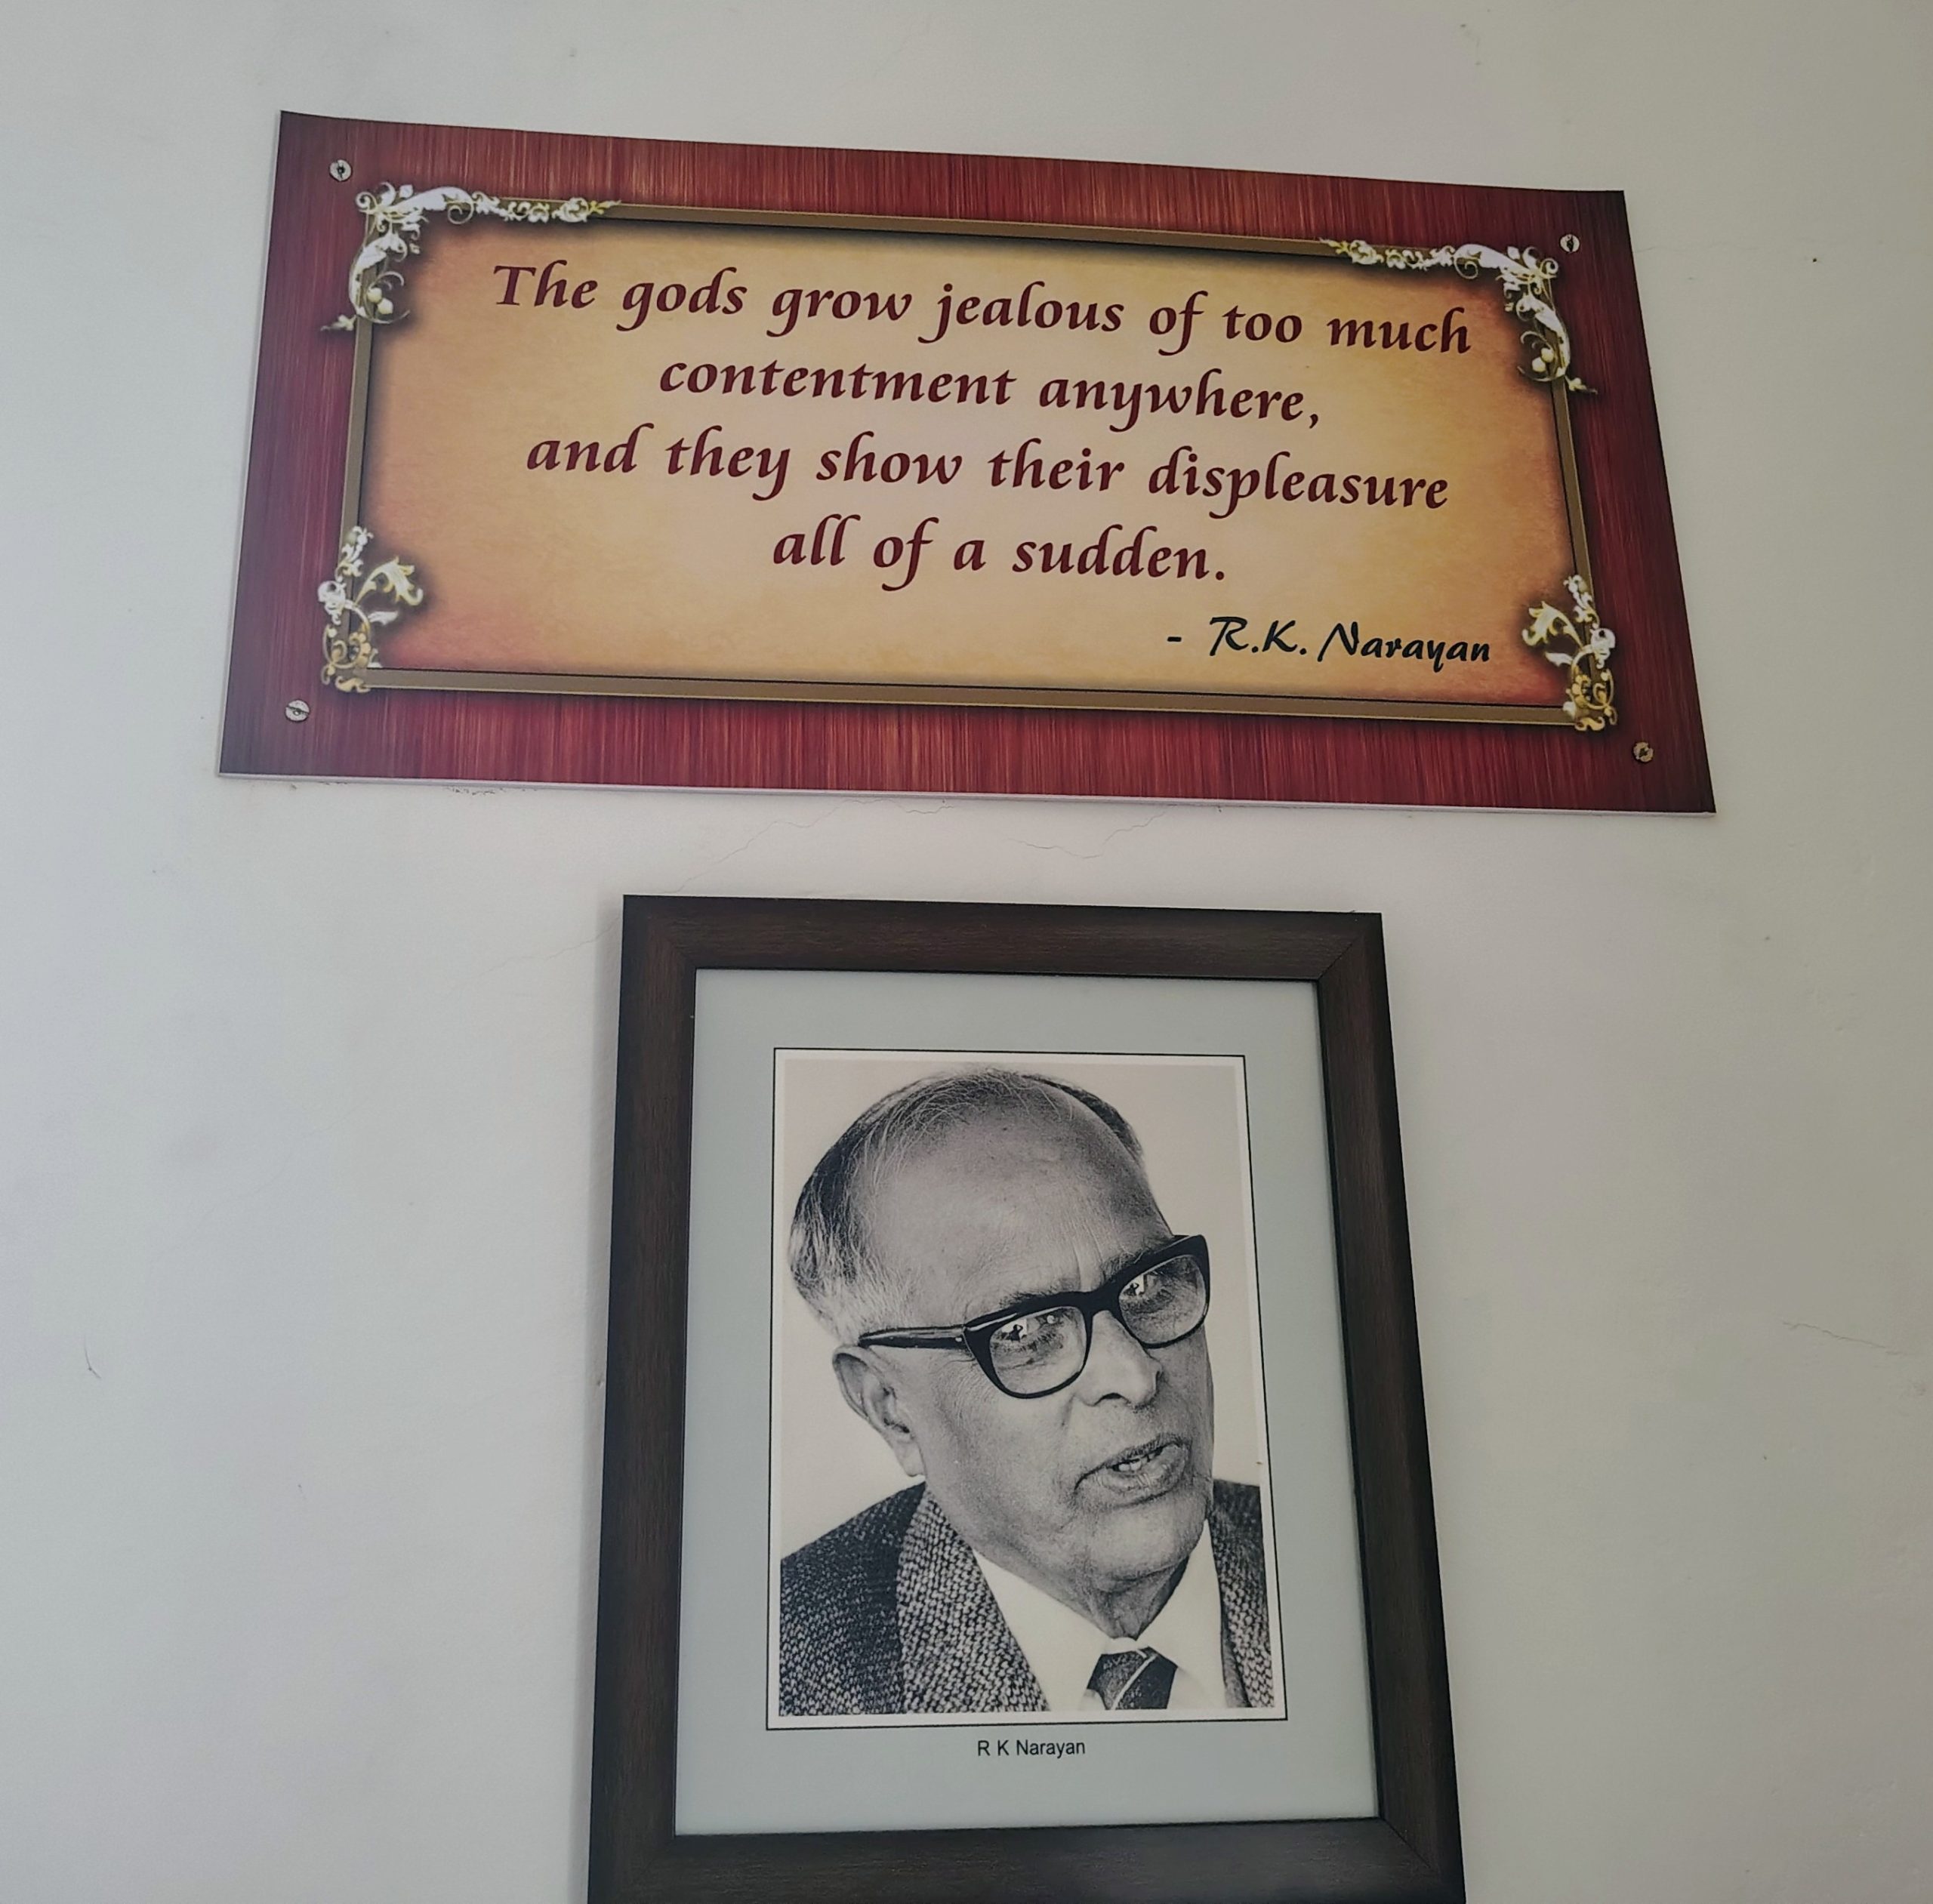 The gods grow jealous of too much
contentment anywhere,
and they show their displeasure
all of a sudden.
- R.K. Narayan
R K Narayan